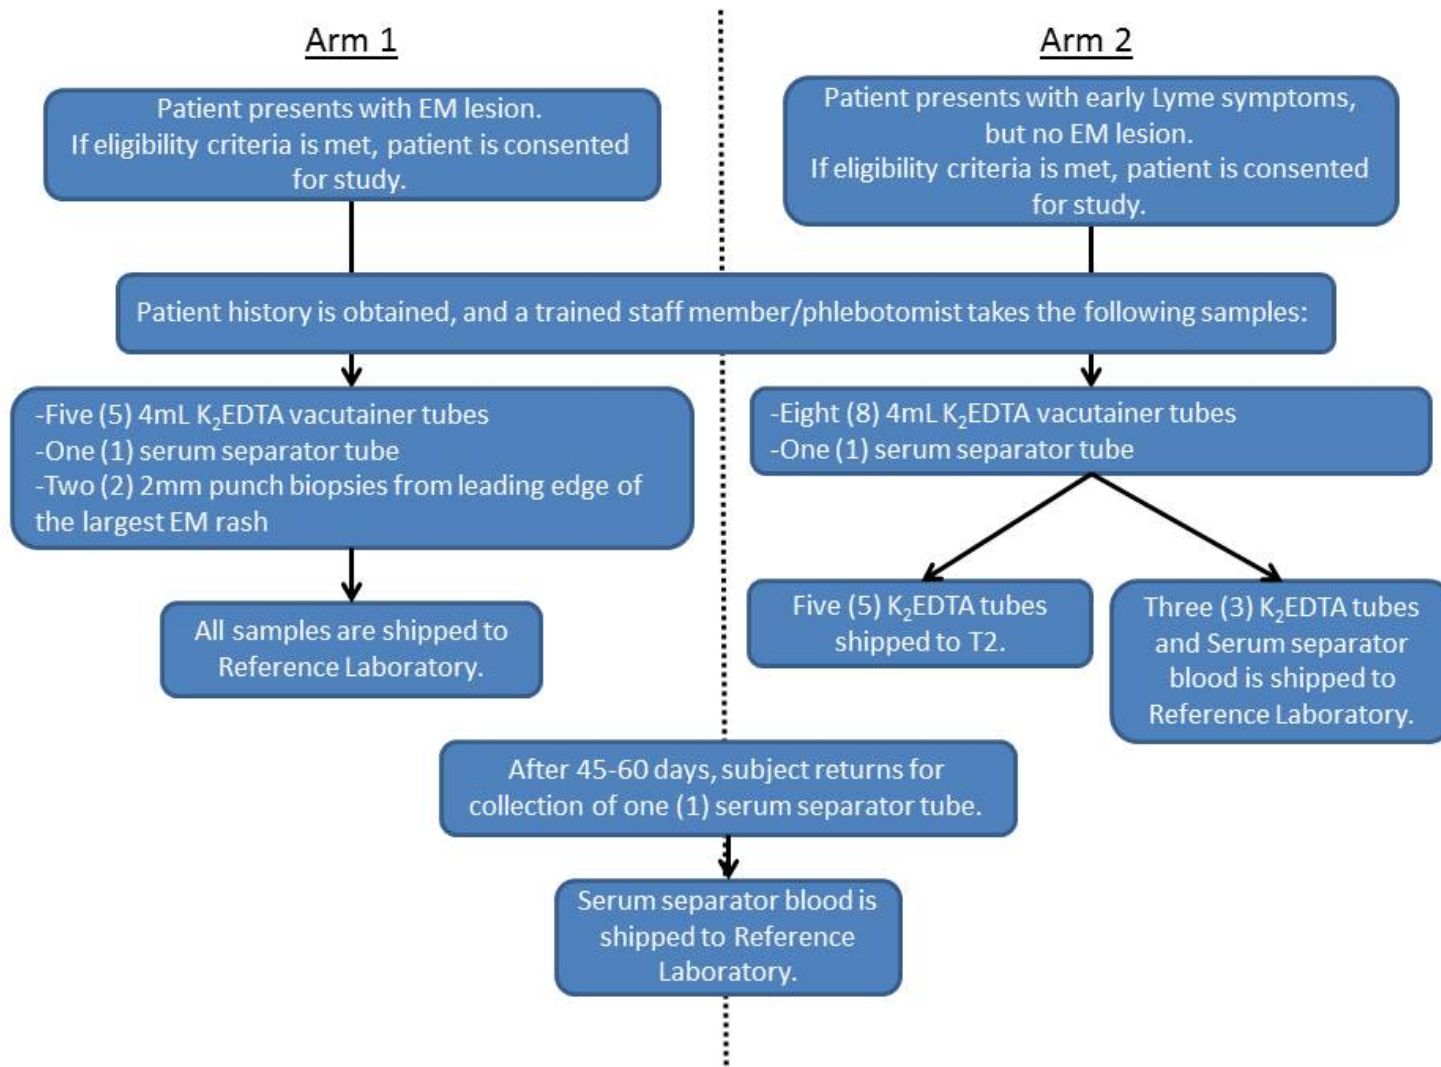 Arm 1
Arm 2
Patient presents with EM lesion.
If eligibility criteria is met, patient is consented
for study.
Patient presents with early Lyme symptoms,
but no EM lesion.
If eligibility criteria is met, patient is consented
for study.
Patient history is obtained, and a trained staff member/phlebotomist takes the following samples:
-Five (5) 4mL K₂EDTA vacutainer tubes
-One (1) serum separator tube
-Two (2) 2mm punch biopsies from leading edge of
the largest EM rash
-Eight (8) 4mL K₂EDTA vacutainer tubes
-One (1) serum separator tube
All samples are shipped to
Reference Laboratory.
Five (5) K₂EDTA tubes
shipped to T2.
Three (3) K₂EDTA tubes
and Serum separator
blood is shipped to
Reference Laboratory.
After 45-60 days, subject returns for
collection of one (1) serum separator tube.
Serum separator blood is
shipped to Reference
Laboratory.